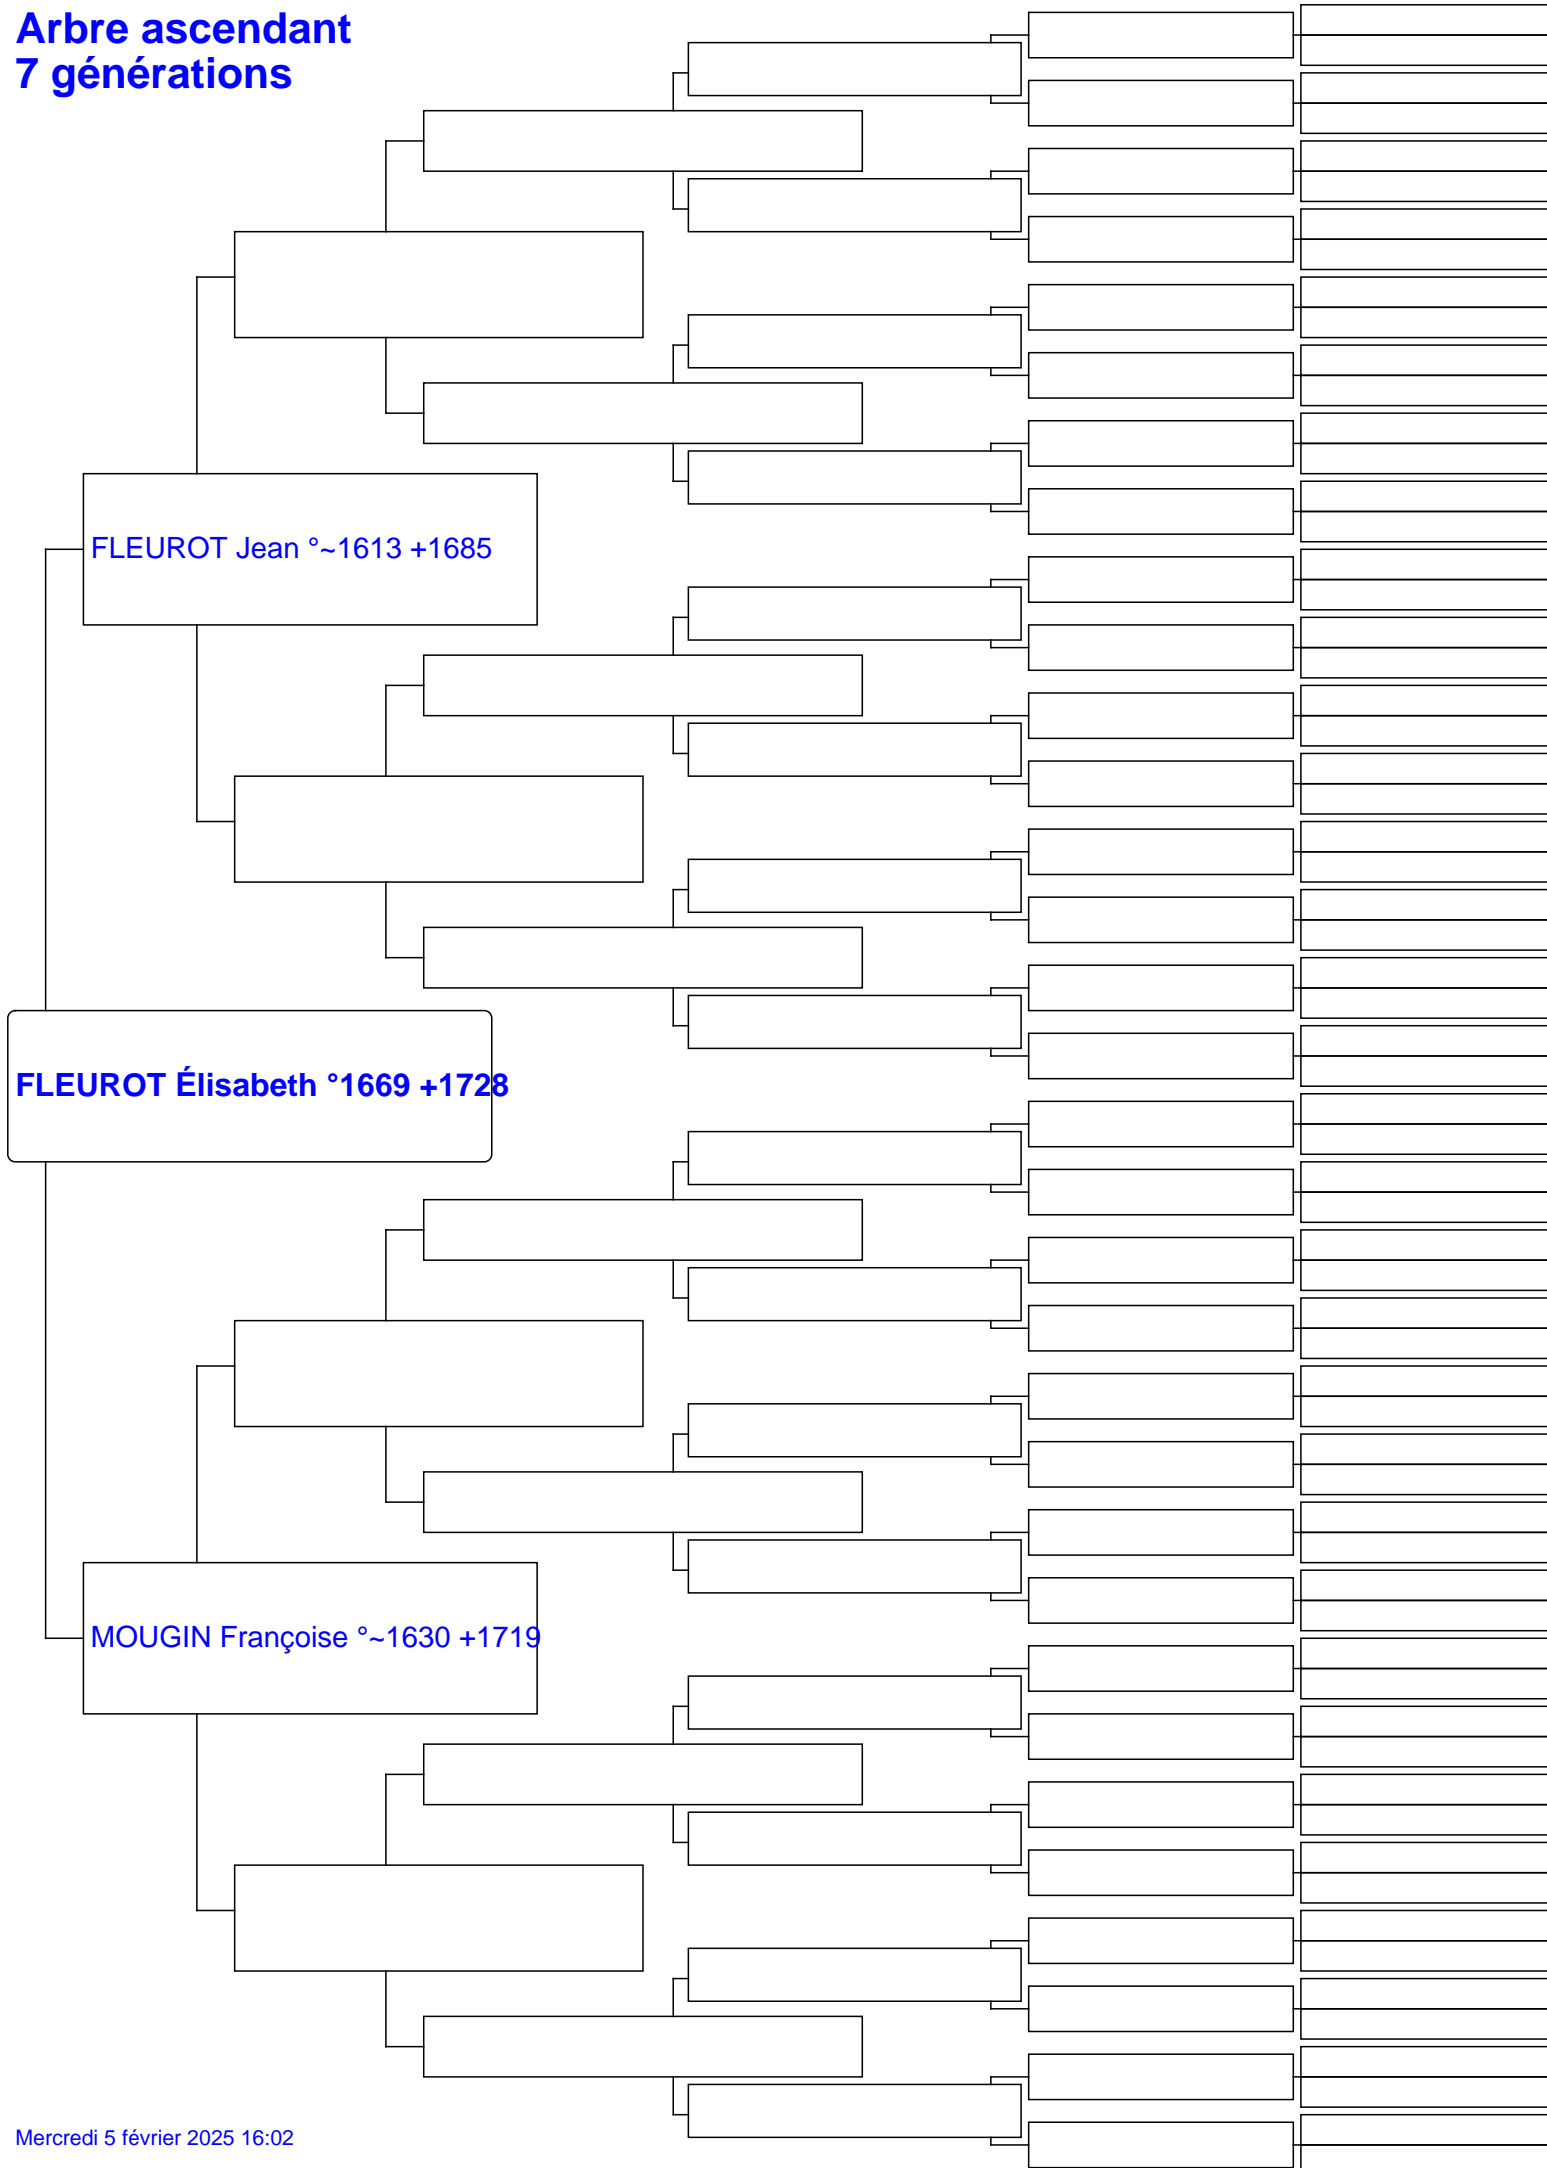 Arbre ascendant
7 générations
FLEUROT Jean °~1613 +1685
FLEUROT Élisabeth °1669 +1728
MOUGIN Françoise °~1630 +1719
Mercredi 5 février 2025 16:02